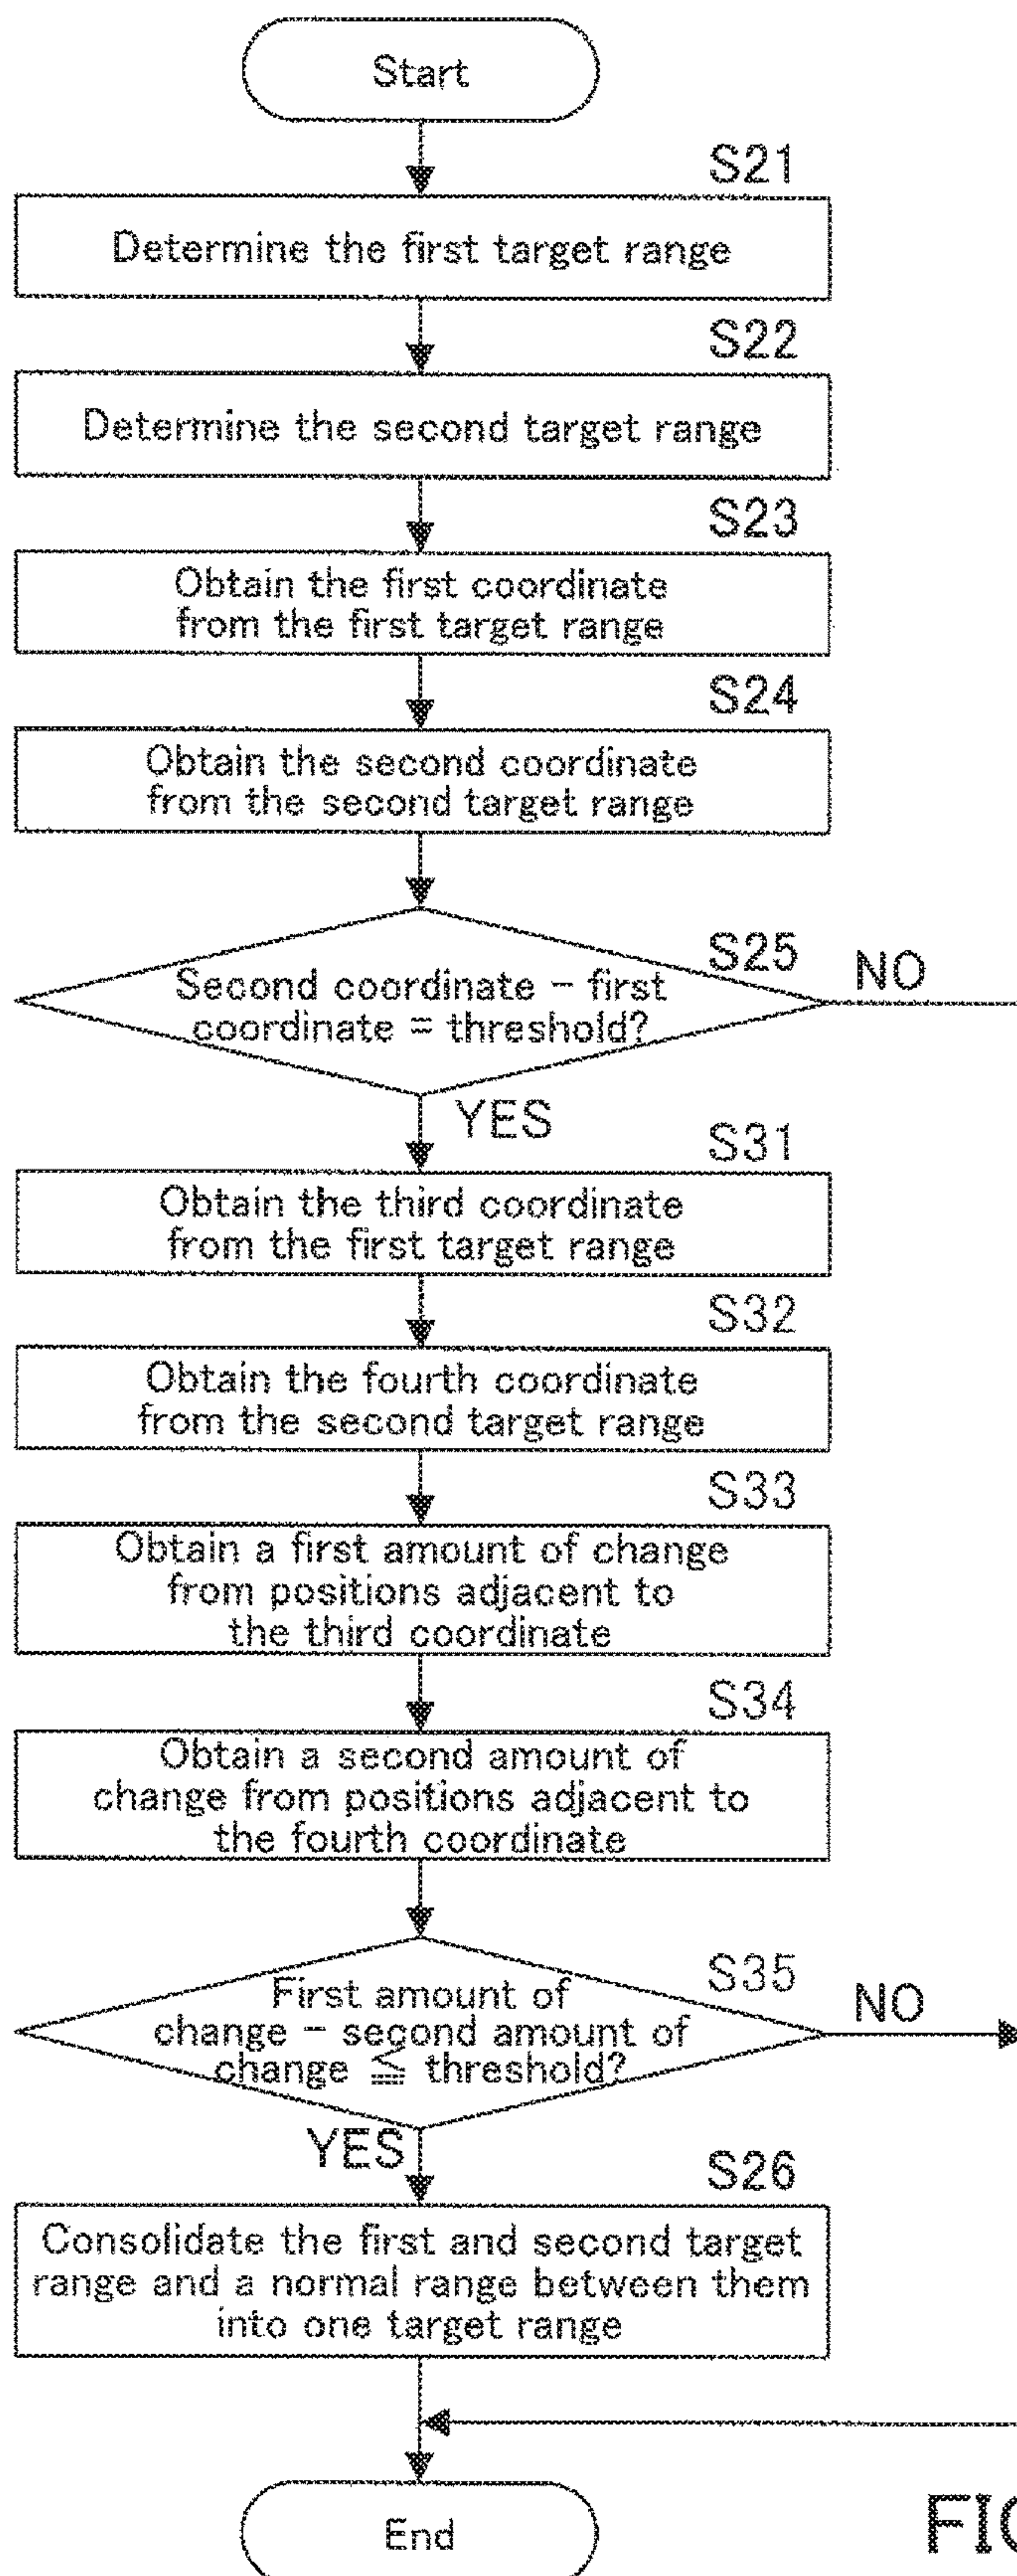 Start
S21
Determine the first target range
S22
Determine the second target range
S23
Obtain the first coordinate
from the first target range
S24
Obtain the second coordinate
from the second target range
S25
NO
Second coordinate − first
coordinate = threshold?
YES
S31
Obtain the third coordinate
from the first target range
S32
Obtain the fourth coordinate
from the second target range
S33
Obtain a first amount of change
from positions adjacent to
the third coordinate
S34
Obtain a second amount of
change from positions adjacent to
the fourth coordinate
S35
NO
First amount of
change − second amount of
change ≦ threshold?
YES
S26
Consolidate the first and second target
range and a normal range between them
into one target range
End